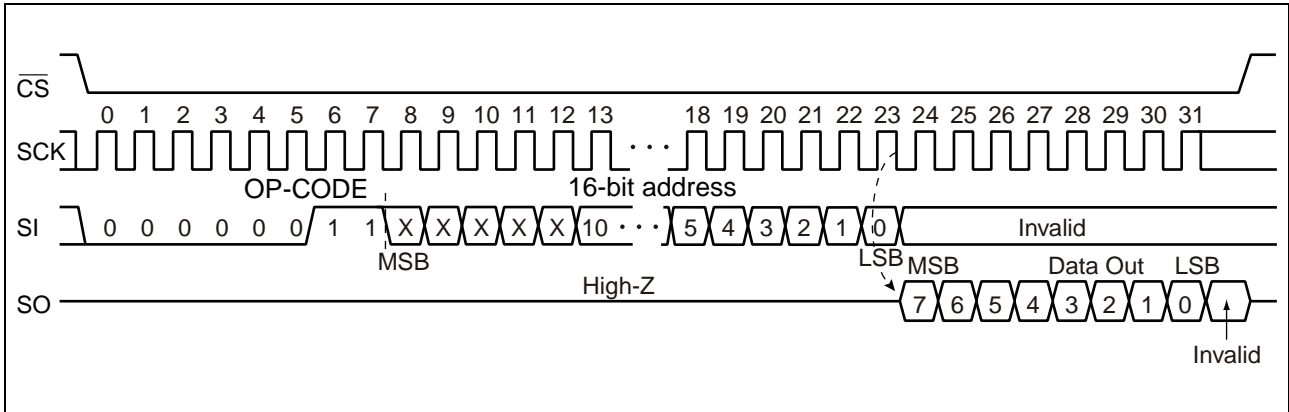 CS
0 1 2 3 4 5 6 7 8 9 10 11 12 13 18 19 20 21 22 23 24 25 26 27 28 29 30 31
SCK ···
OP-CODE 16-bit address
SI 0 0 0 0 0 0 1 1 X X X X X 10 ··· 5 4 3 2 1 0 Invalid
MSB LSB MSB Data Out LSB
High-Z
SO 7 6 5 4 3 2 1 0
Invalid